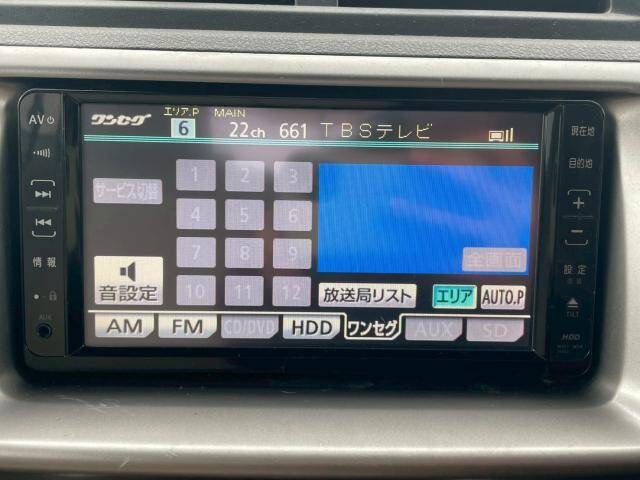 AV
ワンセグ
エリア.P
MAIN
6
22ch
661
TBSテレビ
現在地
目的地
サービス切替
1
2
3
4
5
6
7
8
9
10
11
12
全画面
情報
設定
音設定
放送局リスト
エリア
AUTO.P
TILT
AUX
AM
FM
CD/DVD
HDD
ワンセグ
AUX
SD
HDD